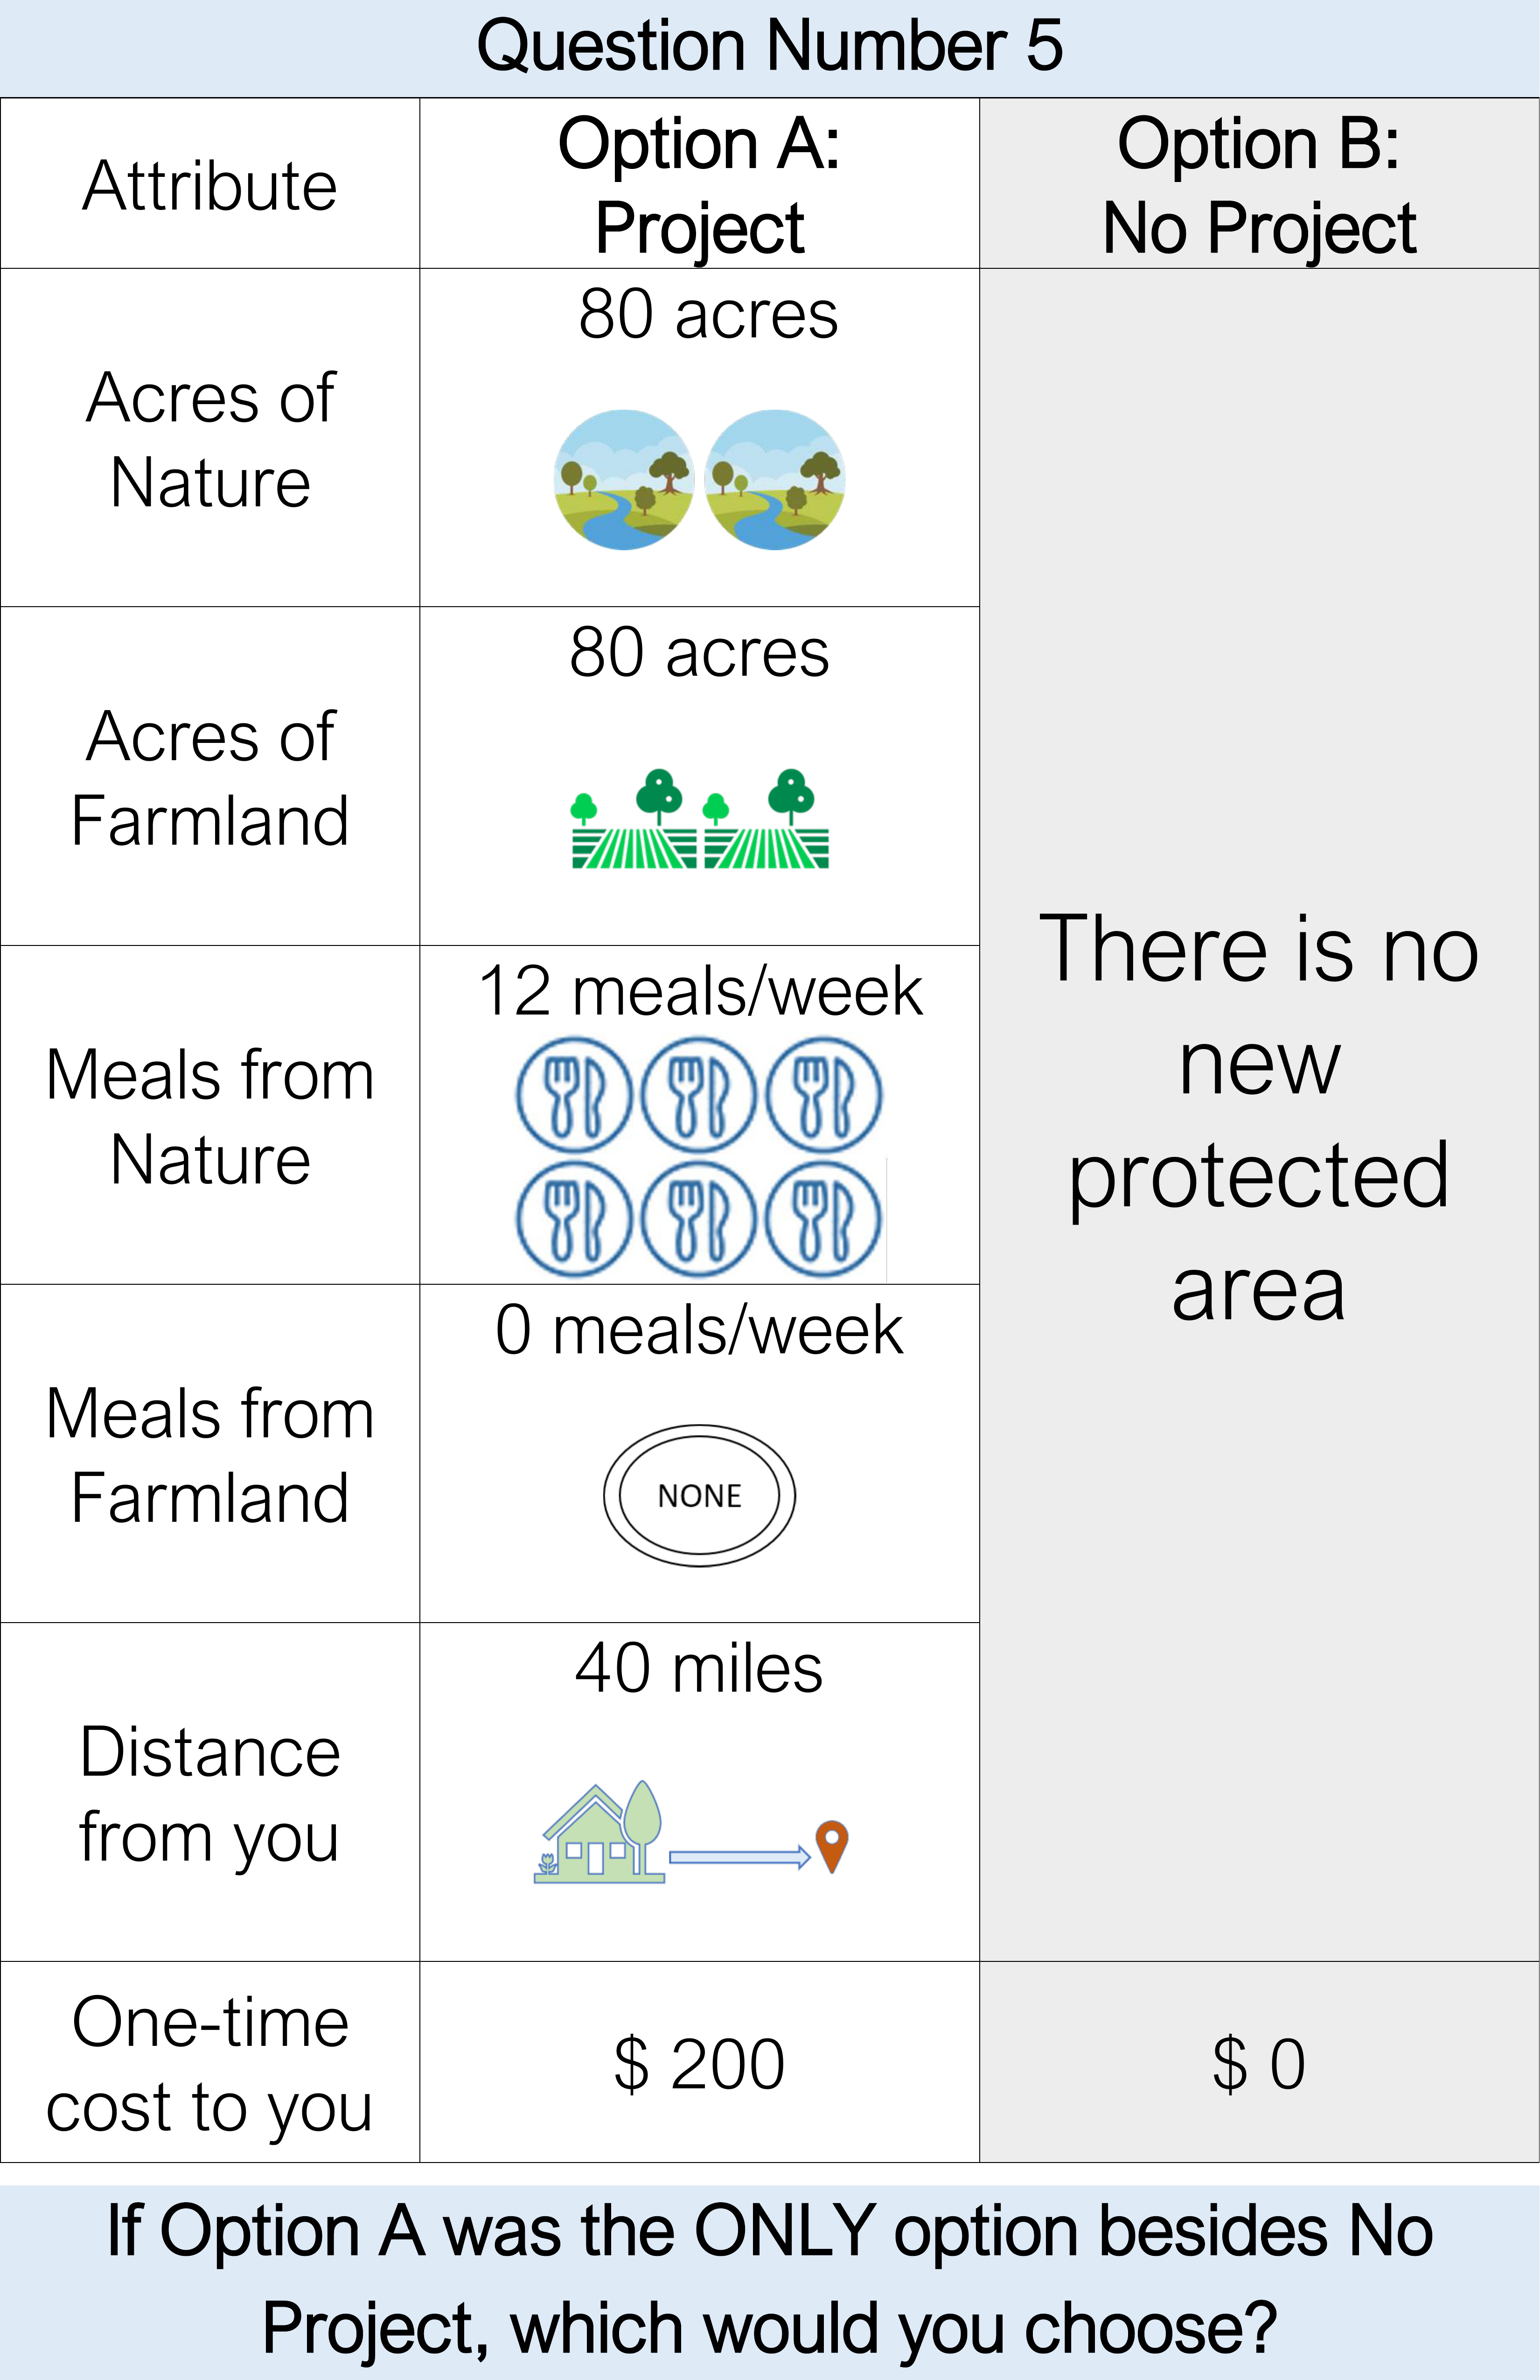 Question Number 5
Attribute
Option A:
Project
Option B:
No Project
Acres of
Nature
80 acres
Acres of
Farmland
80 acres
Meals from
Nature
12 meals/week
Meals from
Farmland
0 meals/week
NONE
Distance
from you
40 miles
There is no
new
protected
area
One-time
cost to you
$ 200
$ 0
If Option A was the ONLY option besides No
Project, which would you choose?